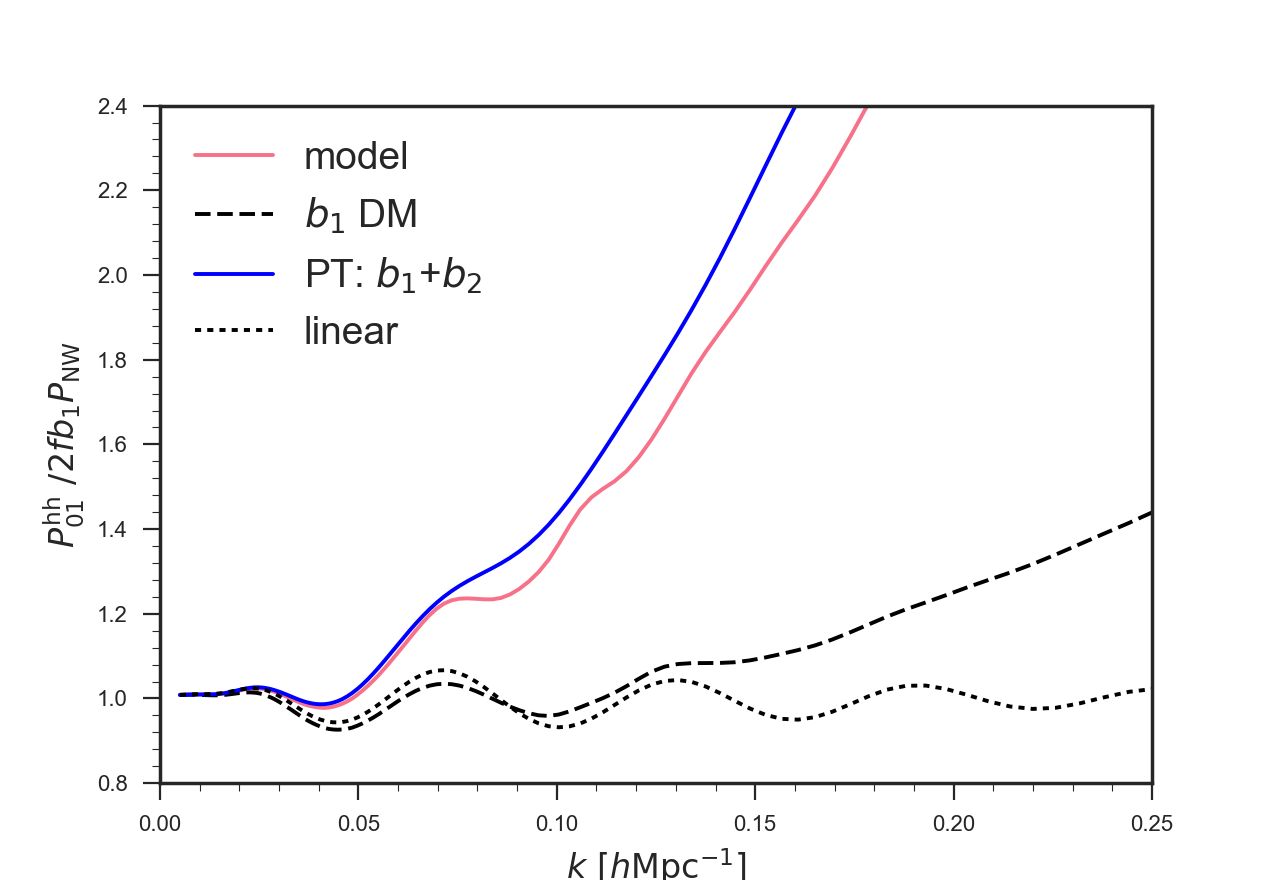 2.4
2.2
2.0
1.8
1.6
1.4
1.2
1.0
0.8
P₀₁ʰʰ /2fb₁P_NW
model
b₁ DM
PT: b₁+b₂
linear
0.00 0.05 0.10 0.15 0.20 0.25
k [hMpc⁻¹]